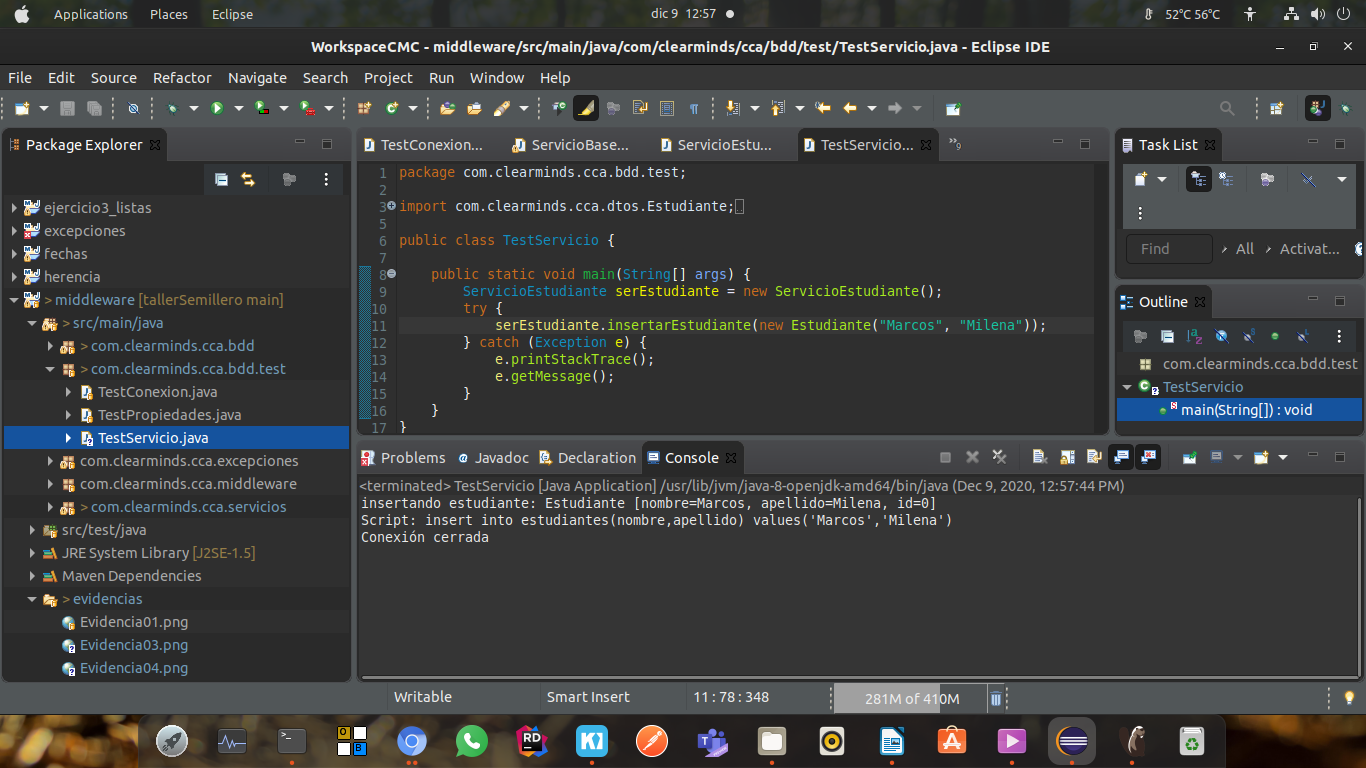 Applications Places Eclipse dic 9 12:57 52°C 56°C
WorkspaceCMC - middleware/src/main/java/com/clearminds/cca/bdd/test/TestServicio.java - Eclipse IDE
File Edit Source Refactor Navigate Search Project Run Window Help
Package Explorer
ejercicio3_listas
excepciones
fechas
herencia
> middleware [tallerSemillero main]
> src/main/java
> com.clearminds.cca.bdd
> com.clearminds.cca.bdd.test
TestConexion.java
TestPropiedades.java
TestServicio.java
com.clearminds.cca.excepciones
com.clearminds.cca.middleware
> com.clearminds.cca.servicios
src/test/java
JRE System Library [J2SE-1.5]
Maven Dependencies
> evidencias
Evidencia01.png
Evidencia03.png
Evidencia04.png
TestConexion... ServicioBase... ServicioEstu... TestServicio... »9
1 package com.clearminds.cca.bdd.test;
2
3 import com.clearminds.cca.dtos.Estudiante;
5
6 public class TestServicio {
7
8 public static void main(String[] args) {
9 ServicioEstudiante serEstudiante = new ServicioEstudiante();
10 try {
11 serEstudiante.insertarEstudiante(new Estudiante("Marcos", "Milena"));
12 } catch (Exception e) {
13 e.printStackTrace();
14 e.getMessage();
15 }
16 }
17 }
Task List
Find All Activat...
Outline
com.clearminds.cca.bdd.test
TestServicio
main(String[]) : void
Problems Javadoc Declaration Console
<terminated> TestServicio [Java Application] /usr/lib/jvm/java-8-openjdk-amd64/bin/java (Dec 9, 2020, 12:57:44 PM)
insertando estudiante: Estudiante [nombre=Marcos, apellido=Milena, id=0]
Script: insert into estudiantes(nombre,apellido) values('Marcos','Milena')
Conexión cerrada
Writable Smart Insert 11 : 78 : 348 281M of 410M